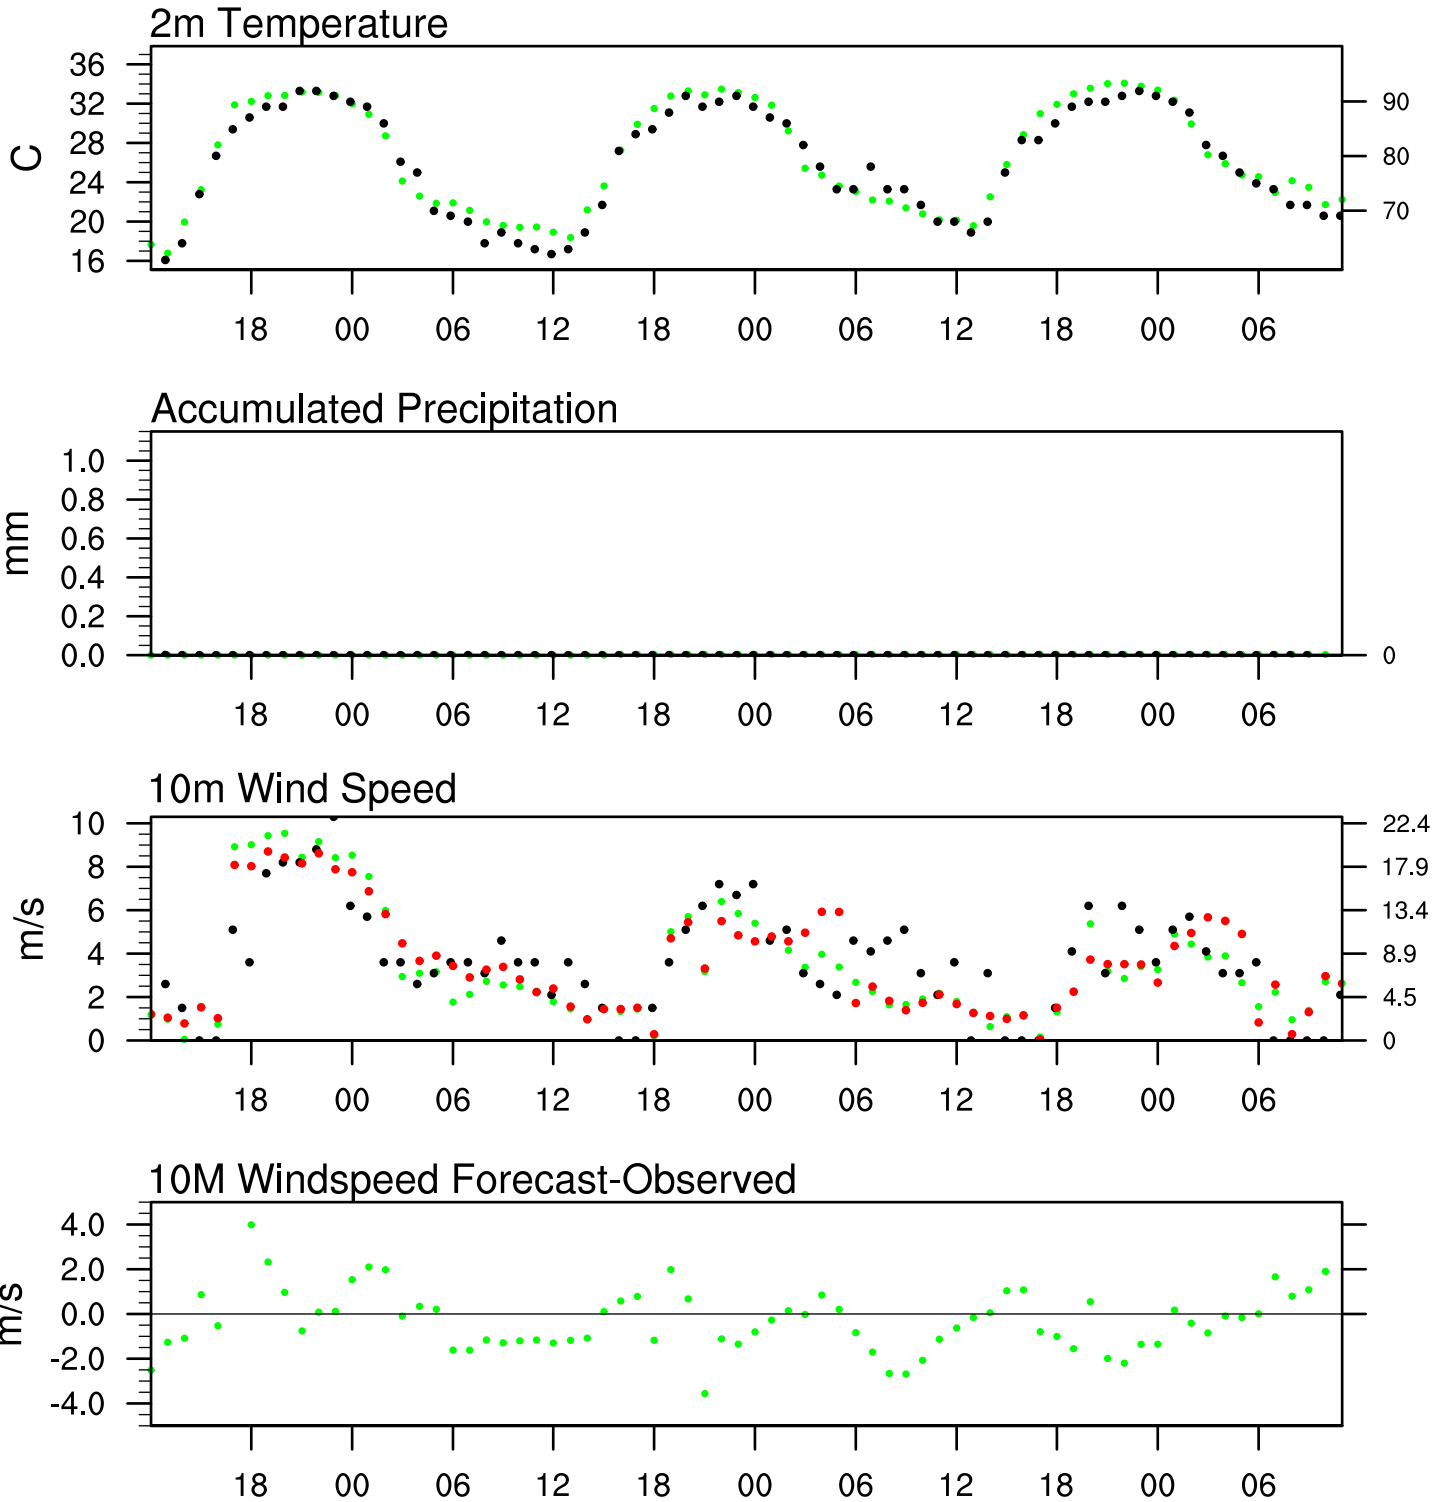 2m Temperature
36
32
28
24
20
16
C
90
80
70
18 00 06 12 18 00 06 12 18 00 06
Accumulated Precipitation
1.0
0.8
0.6
0.4
0.2
0.0
mm
0
18 00 06 12 18 00 06 12 18 00 06
10m Wind Speed
10
8
6
4
2
0
m/s
22.4
17.9
13.4
8.9
4.5
0
18 00 06 12 18 00 06 12 18 00 06
10M Windspeed Forecast-Observed
4.0
2.0
0.0
-2.0
-4.0
m/s
18 00 06 12 18 00 06 12 18 00 06